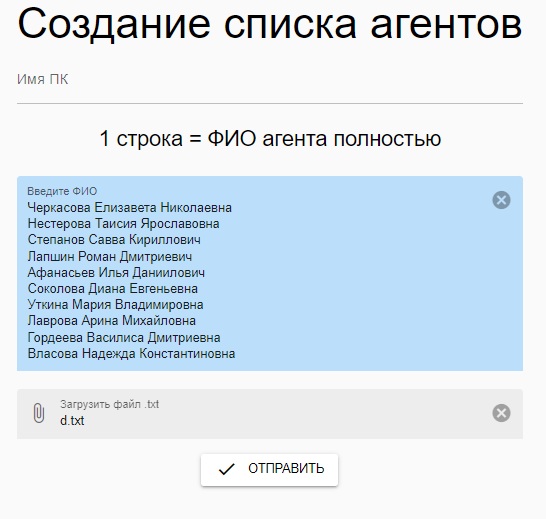 Создание списка агентов
Имя ПК
1 строка = ФИО агента полностью
Введите ФИО
Черкасова Елизавета Николаевна
Нестерова Таисия Ярославовна
Степанов Савва Кириллович
Лапшин Роман Дмитриевич
Афанасьев Илья Даниилович
Соколова Диана Евгеньевна
Уткина Мария Владимировна
Лаврова Арина Михайловна
Гордеева Василиса Дмитриевна
Власова Надежда Константиновна
Загрузить файл .txt
d.txt
ОТПРАВИТЬ